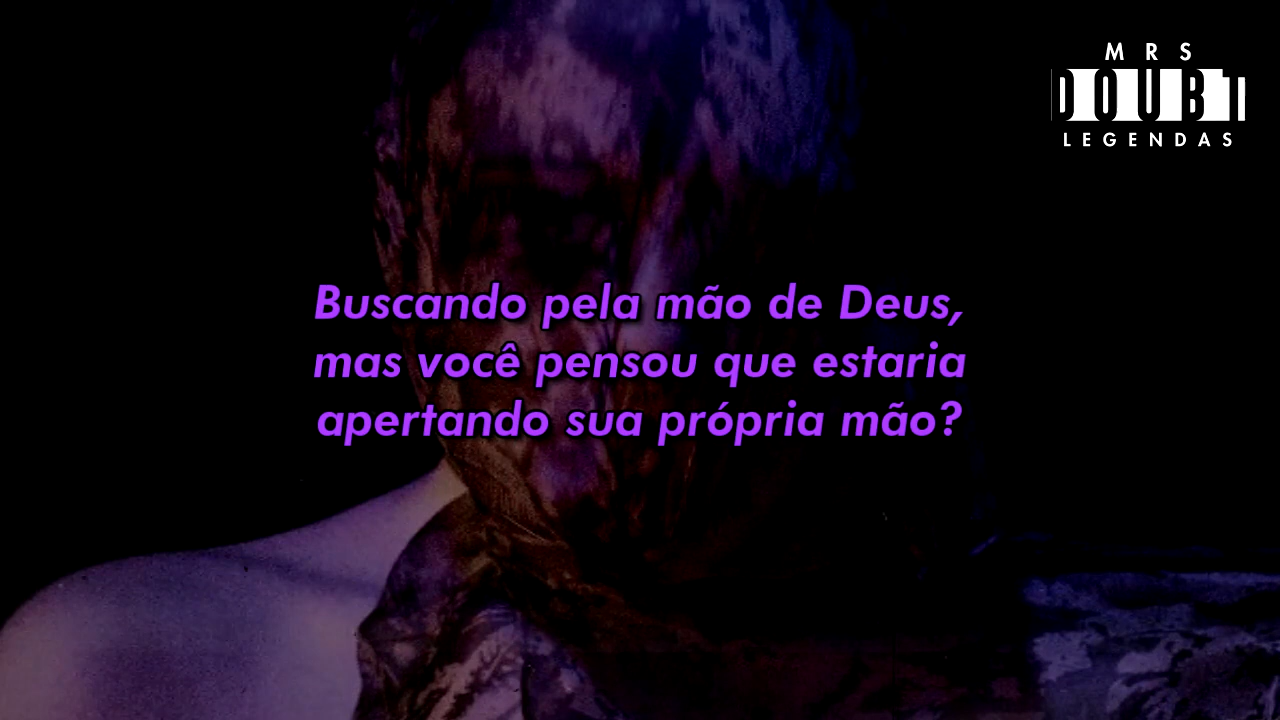 MRS
DOUBT
LEGENDAS
Buscando pela mão de Deus,
mas você pensou que estaria
apertando sua própria mão?